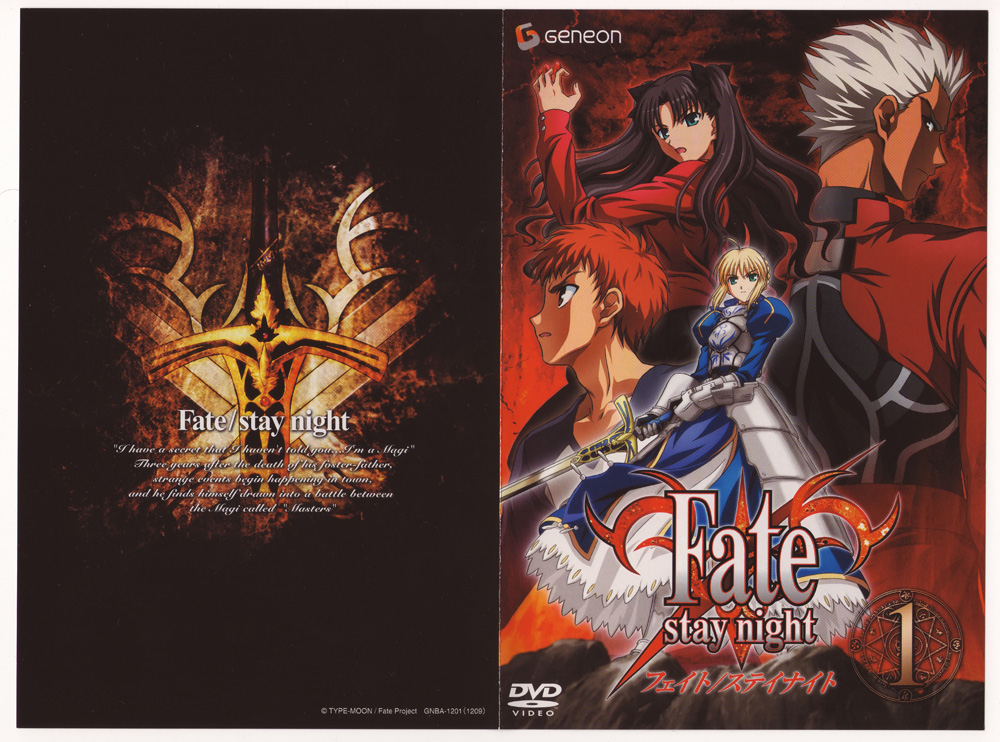 Fate/stay night
"I have a secret that I haven't told you...I'm a Magi"
Three years after the death of his foster-father,
strange events begin happening in town,
and he finds himself drawn into a battle between
the Magi called "Masters"
© TYPE-MOON / Fate Project GNBA-1201(1209)
Geneon
Fate
stay night
フェイト/ステイナイト
1
DVD
VIDEO